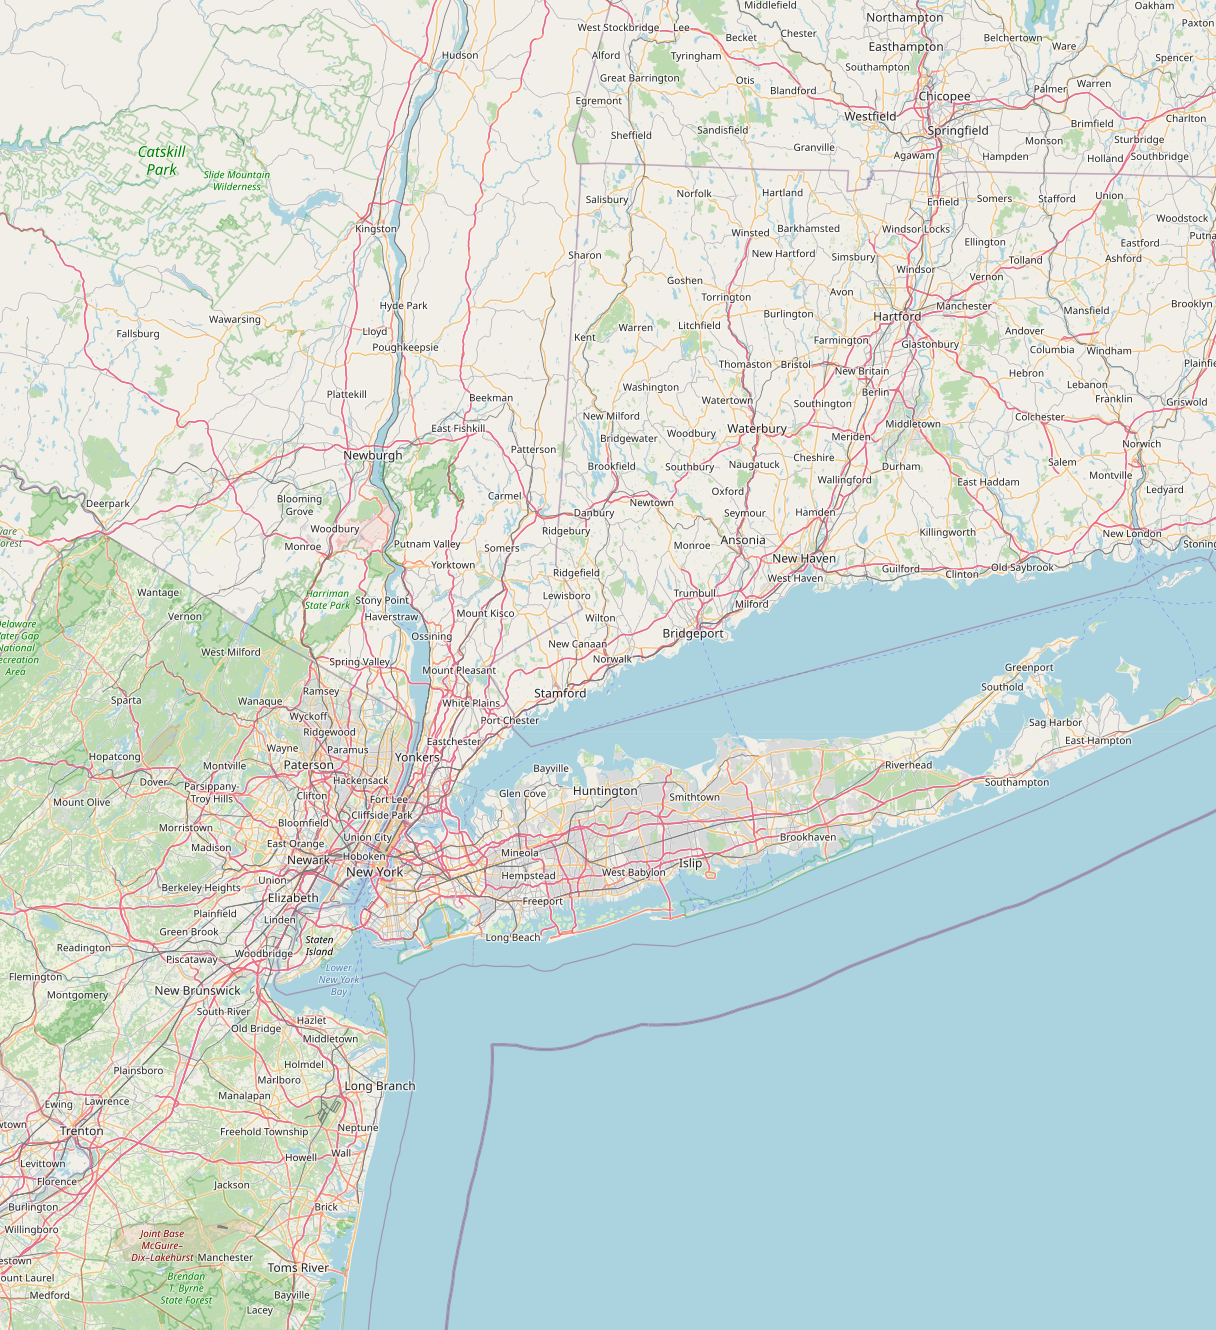 Middlefield
Oakham
Northampton
Paxton
West Stockbridge
Lee
Chester
Becket
Belchertown
Ware
Hudson
Easthampton
Alford
Tyringham
Spencer
Southampton
Great Barrington
Otis
Blandford
Chicopee
Palmer
Warren
Egremont
Westfield
Springfield
Brimfield
Charlton
Sheffield
Sandisfield
Monson
Sturbridge
Granville
Agawam
Hampden
Holland
Southbridge
Catskill
Park
Slide Mountain
Wilderness
Salisbury
Norfolk
Hartland
Enfield
Somers
Stafford
Union
Woodstock
Kingston
Winsted
Barkhamsted
Windsor Locks
Putna
Ellington
Eastford
Sharon
New Hartford
Simsbury
Tolland
Ashford
Windsor
Vernon
Goshen
Torrington
Avon
Hyde Park
Manchester
Mansfield
Brooklyn
Wawarsing
Burlington
Hartford
Fallsburg
Lloyd
Kent
Warren
Litchfield
Andover
Poughkeepsie
Farmington
Glastonbury
Columbia
Windham
Thomaston
Bristol
New Britain
Plainfie
Hebron
Plattekill
Washington
Berlin
Lebanon
Beekman
Watertown
Southington
Franklin
Griswold
New Milford
Colchester
East Fishkill
Waterbury
Middletown
Bridgewater
Woodbury
Meriden
Norwich
Patterson
Newburgh
Cheshire
Brookfield
Southbury
Naugatuck
Durham
Salem
Wallingford
Montville
East Haddam
Deerpark
Blooming
Grove
Carmel
Oxford
Ledyard
Newtown
Danbury
Seymour
Hamden
Woodbury
Ridgebury
Killingworth
New London
Monroe
Putnam Valley
Somers
Monroe
Ansonia
Stoning
New Haven
Yorktown
Ridgefield
West Haven
Guilford
Clinton
Old Saybrook
Wantage
Harriman
State Park
Stony Point
Lewisboro
Trumbull
Milford
Vernon
Haverstraw
Mount Kisco
Wilton
Delaware
Water Gap
National
Recreation
Area
Ossining
Bridgeport
West Milford
New Canaan
Spring Valley
Mount Pleasant
Norwalk
Greenport
Ramsey
Stamford
Southold
Sparta
Wanaque
White Plains
Wyckoff
Port Chester
Sag Harbor
Ridgewood
East Hampton
Wayne
Paramus
Eastchester
Hopatcong
Montville
Paterson
Yonkers
Bayville
Riverhead
Dover
Parsippany-
Troy Hills
Hackensack
Southampton
Mount Olive
Clifton
Fort Lee
Glen Cove
Huntington
Smithtown
Cliffside Park
Morristown
Bloomfield
Union City
Brookhaven
Madison
East Orange
Newark
Hoboken
Mineola
Islip
New York
Hempstead
West Babylon
Berkeley Heights
Union
Elizabeth
Freeport
Plainfield
Linden
Green Brook
Staten
Island
Long Beach
Readington
Woodbridge
Piscataway
Flemington
Lower
New York
Bay
Montgomery
New Brunswick
South River
Hazlet
Old Bridge
Middletown
Holmdel
Plainsboro
Marlboro
Long Branch
Manalapan
Ewing
Lawrence
Trenton
Freehold Township
Neptune
Levittown
Howell
Wall
Florence
Jackson
Burlington
Brick
Willingboro
Joint Base
McGuire–
Dix–Lakehurst
Manchester
Toms River
Mount Laurel
Brendan
T. Byrne
State Forest
Medford
Bayville
Lacey